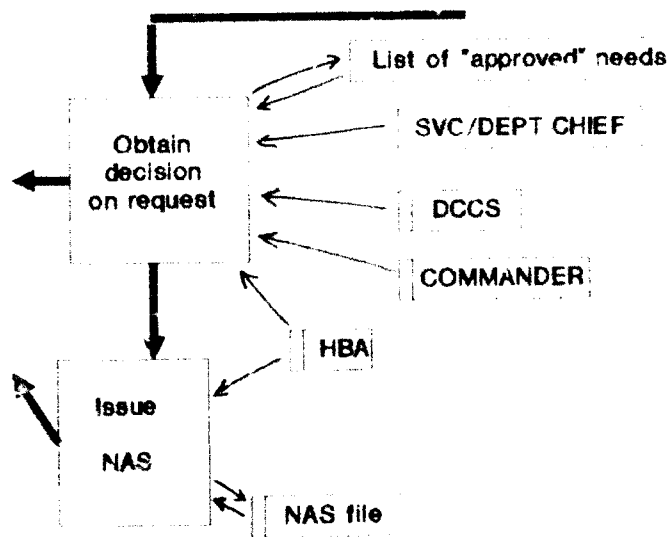 List of "approved" needs
SVC/DEPT CHIEF
Obtain
decision
on request
DCCS
COMMANDER
HBA
Issue
NAS
NAS file